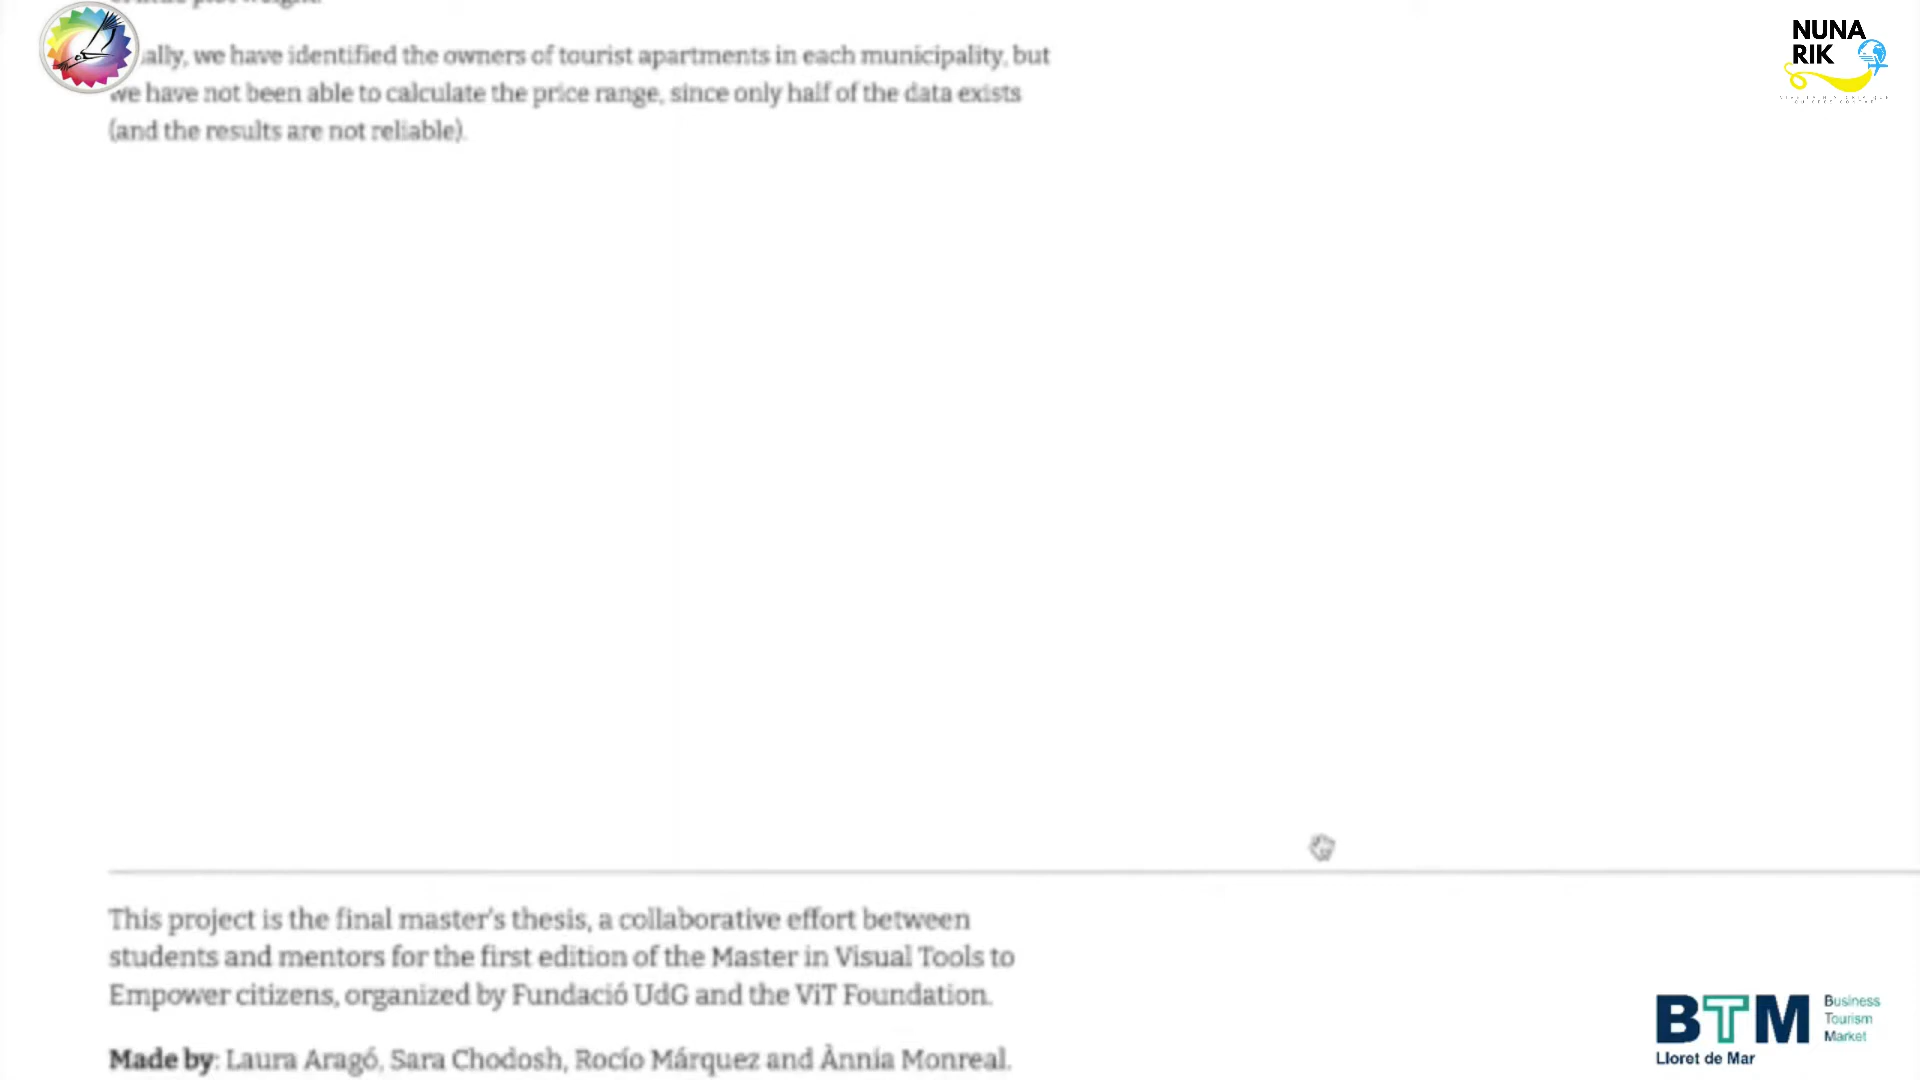 ally, we have identified the owners of tourist apartments in each municipality, but
we have not been able to calculate the price range, since only half of the data exists
(and the results are not reliable).
This project is the final master's thesis, a collaborative effort between
students and mentors for the first edition of the Master in Visual Tools to
Empower citizens, organized by Fundació UdG and the ViT Foundation.
Made by: Laura Aragó, Sara Chodosh, Rocío Márquez and Ànnia Monreal.
NUNA
RIK
BTM
Business
Tourism
Market
Lloret de Mar